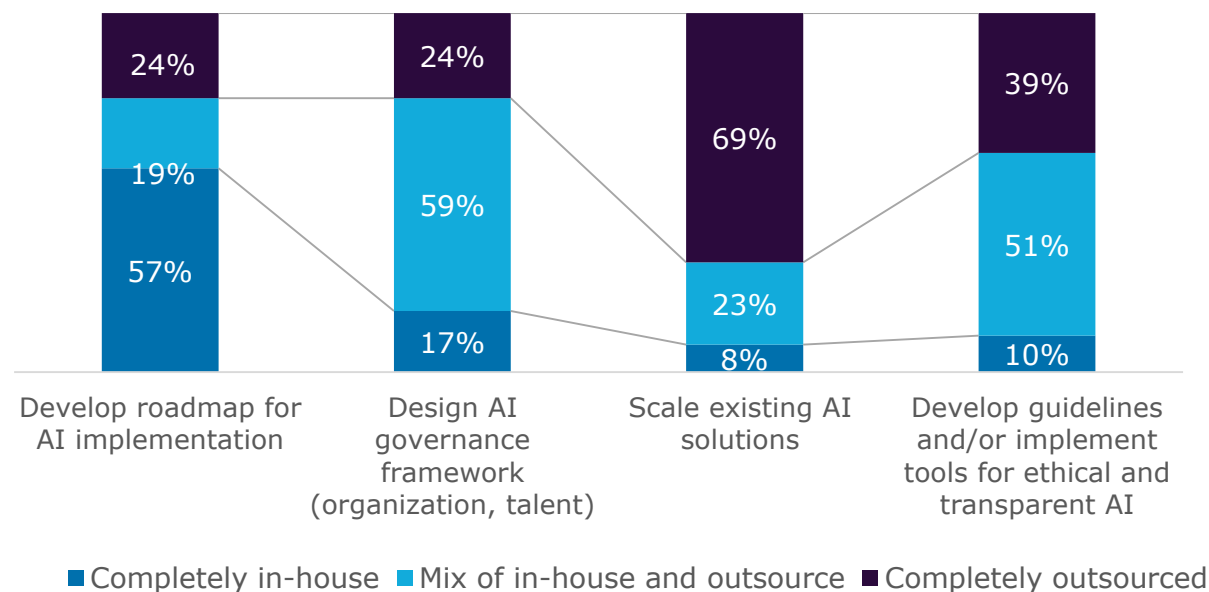 24%
19%
57%
24%
59%
17%
69%
23%
8%
39%
51%
10%
Develop roadmap for
AI implementation
Design AI
governance
framework
(organization, talent)
Scale existing AI
solutions
Develop guidelines
and/or implement
tools for ethical and
transparent AI
Completely in-house
Mix of in-house and outsource
Completely outsourced